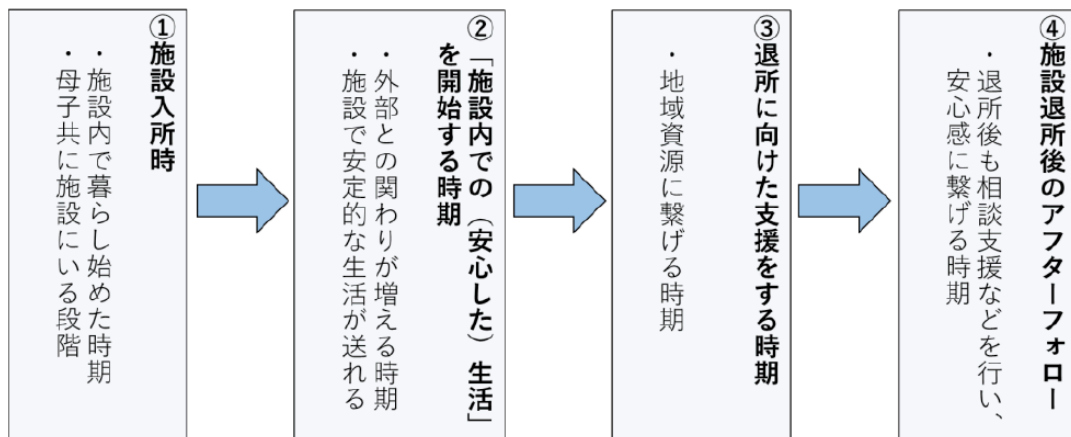 ①施設入所時
・施設内で暮らし始めた時期
・母子共に施設にいる段階
②「施設内での（安心した）生活」
を開始する時期
・外部との関わりが増える時期
・施設で安定的な生活が送れる
③退所に向けた支援をする時期
・地域資源に繋げる時期
④施設退所後のアフターフォロー
・退所後も相談支援などを行い、
安心感に繋げる時期